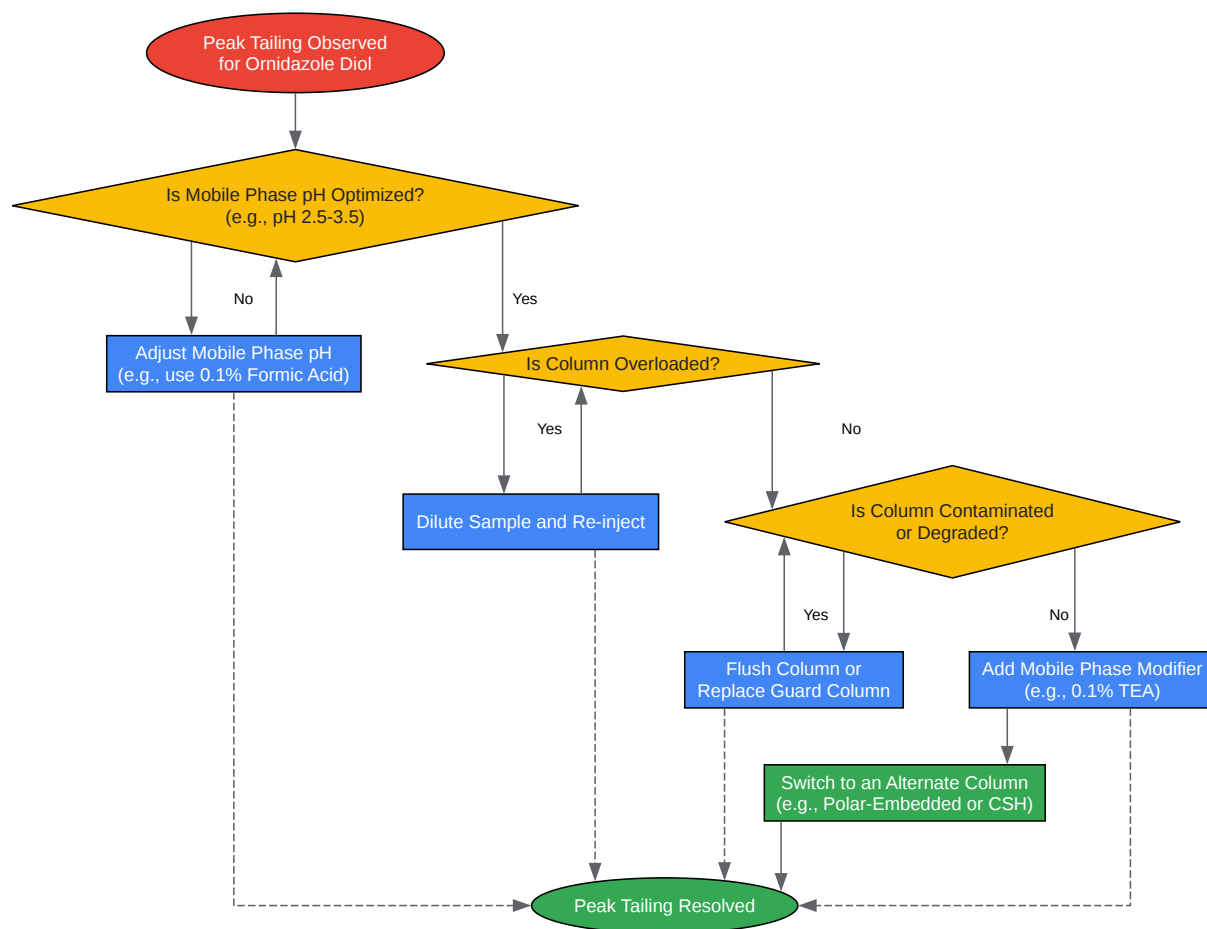 Peak Tailing Observed
for Ornidazole Diol
Is Mobile Phase pH Optimized?
(e.g., pH 2.5-3.5)
No
Yes
Adjust Mobile Phase pH
(e.g., use 0.1% Formic Acid)
Is Column Overloaded?
Yes
No
Dilute Sample and Re-inject
Is Column Contaminated
or Degraded?
Yes
No
Flush Column or
Replace Guard Column
Add Mobile Phase Modifier
(e.g., 0.1% TEA)
Switch to an Alternate Column
(e.g., Polar-Embedded or CSH)
Peak Tailing Resolved